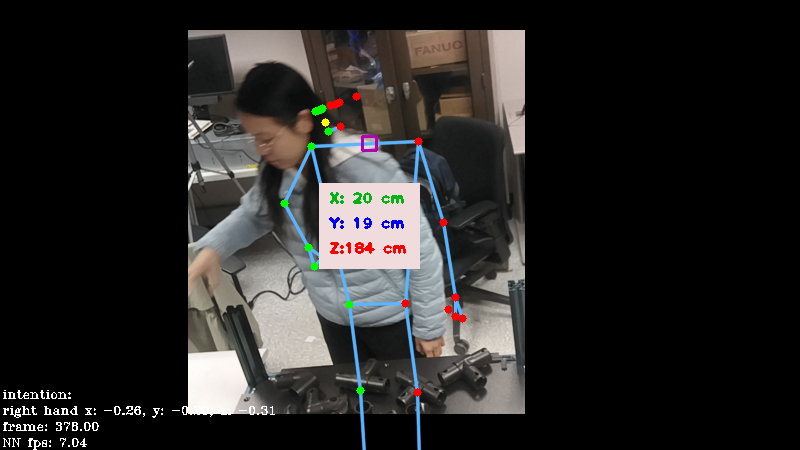 FANUC
X: 20 cm
Y: 19 cm
Z:184 cm
intention:
right hand x: -0.26, y: -0. -0.31
frame: 378.00
NN fps: 7.04